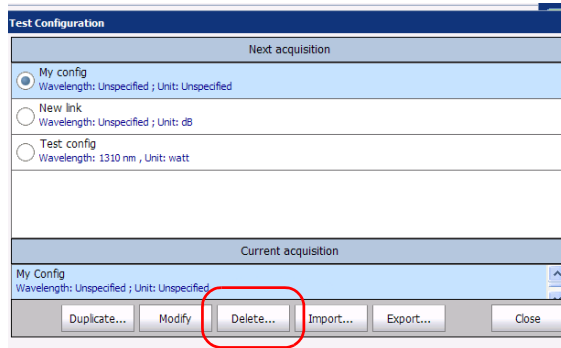 Test Configuration
Next acquisition
My config
Wavelength: Unspecified ; Unit: Unspecified
New link
Wavelength: Unspecified ; Unit: dB
Test config
Wavelength: 1310 nm , Unit: watt
Current acquisition
My Config
Wavelength: Unspecified ; Unit: Unspecified
Duplicate... Modify Delete... Import... Export... Close